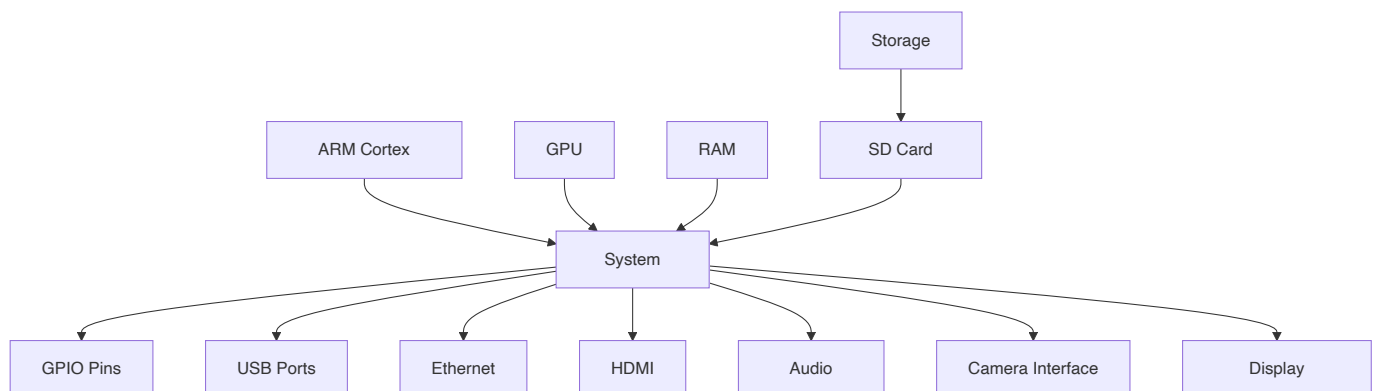 Storage
ARM Cortex
GPU
RAM
SD Card
System
GPIO Pins
USB Ports
Ethernet
HDMI
Audio
Camera Interface
Display